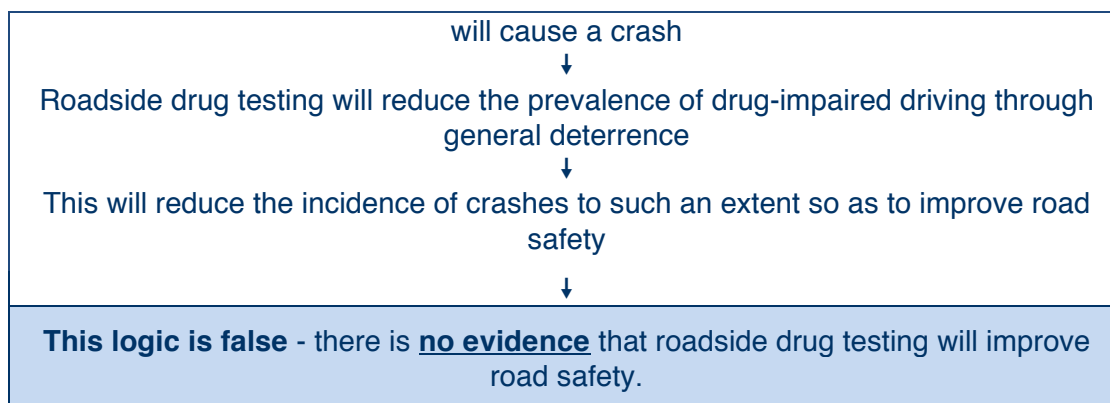 will cause a crash
↓
Roadside drug testing will reduce the prevalence of drug-impaired driving through
general deterrence
↓
This will reduce the incidence of crashes to such an extent so as to improve road
safety
↓
This logic is false - there is no evidence that roadside drug testing will improve
road safety.